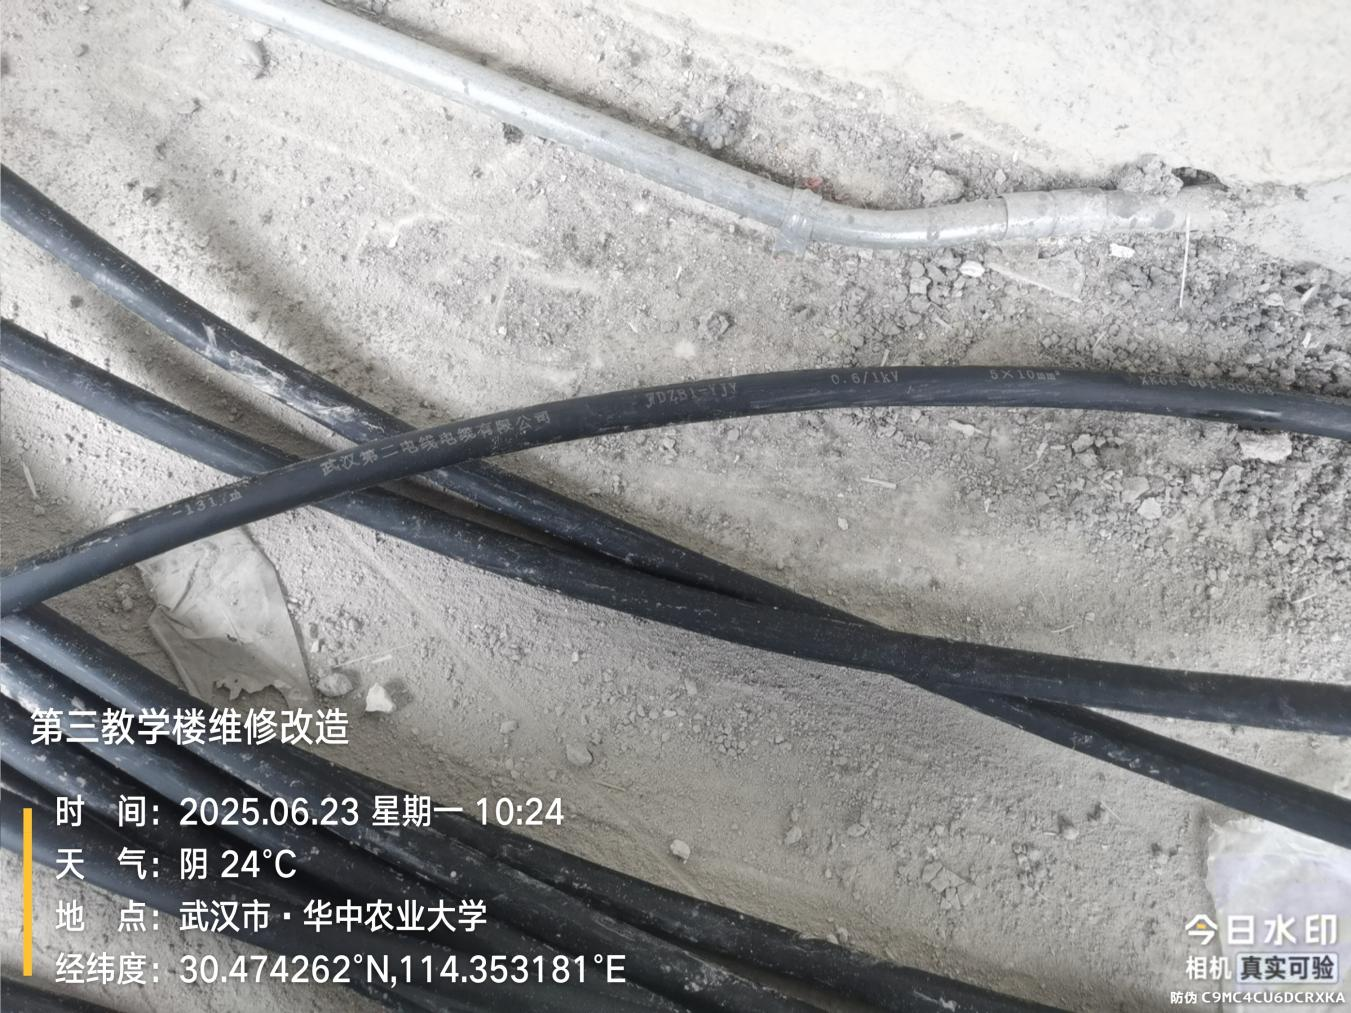 武汉第二电线电缆有限公司 WDZB1-YJY 0.6/1kV 5×10mm²
第三教学楼维修改造
时 间：2025.06.23 星期一 10:24
天 气：阴 24°C
地 点：武汉市·华中农业大学
经纬度：30.474262°N,114.353181°E
今日水印
相机 真实可验
防伪 C9MC4CU6DCRXKA